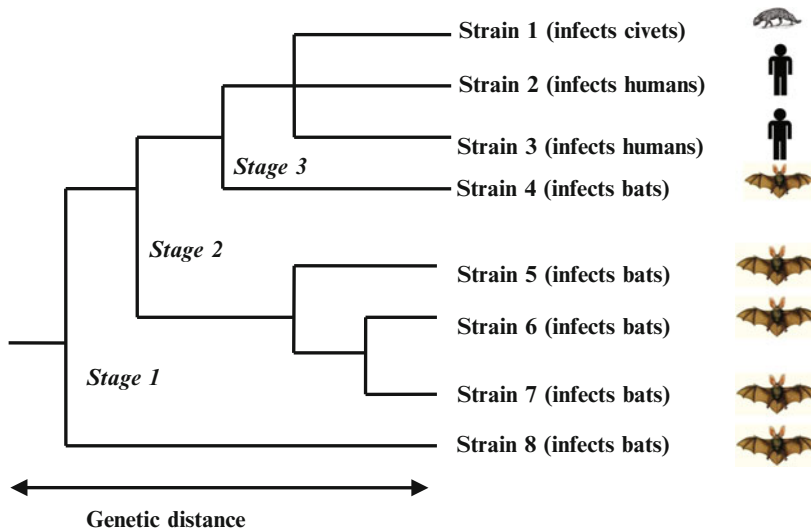 Strain 1 (infects civets)
Strain 2 (infects humans)
Strain 3 (infects humans)
Stage 3
Strain 4 (infects bats)
Stage 2
Strain 5 (infects bats)
Strain 6 (infects bats)
Stage 1
Strain 7 (infects bats)
Strain 8 (infects bats)
Genetic distance